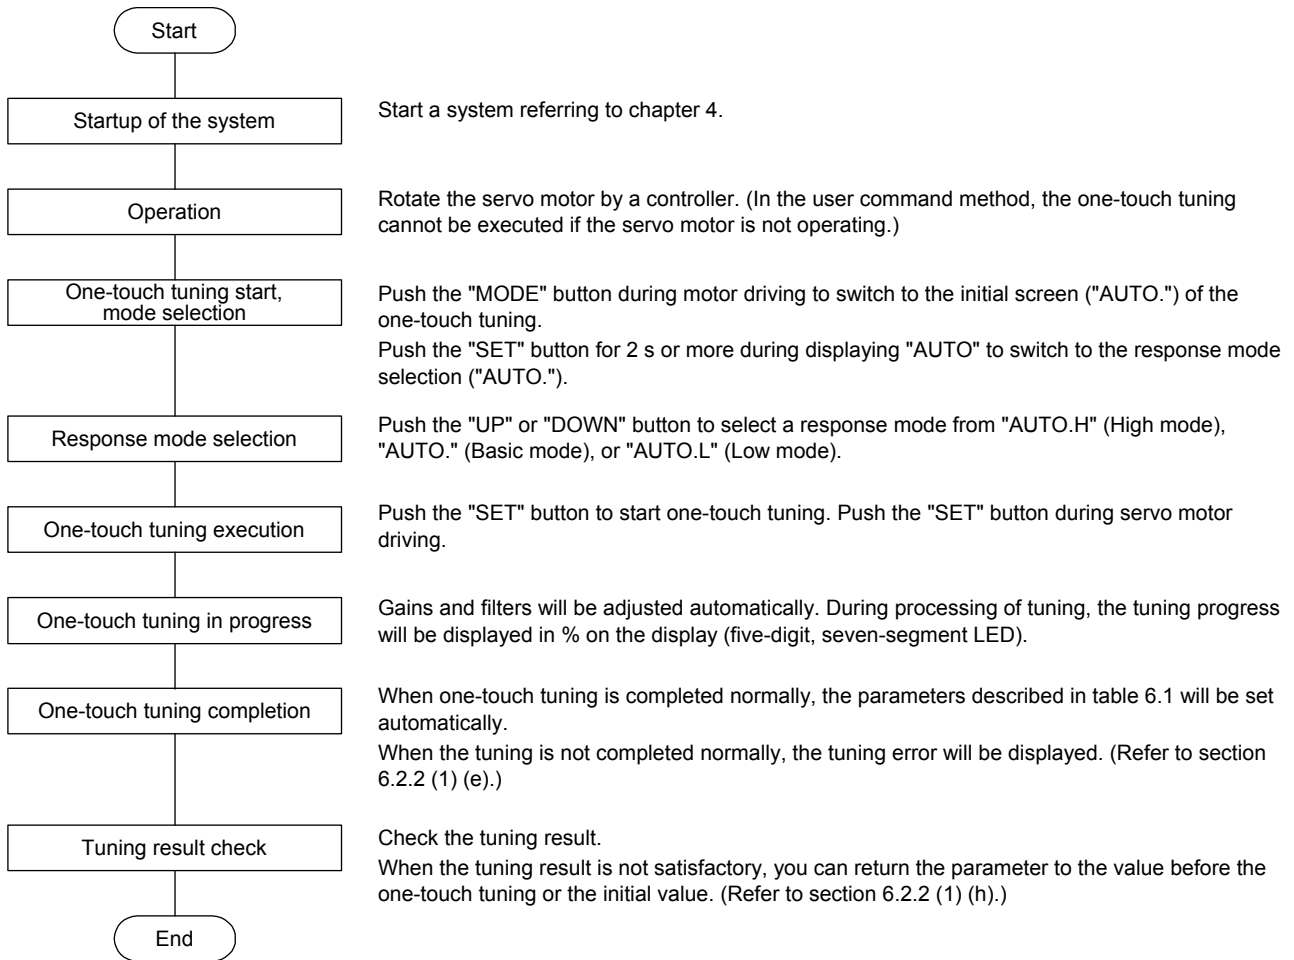 Start
Startup of the system
Start a system referring to chapter 4.
Operation
Rotate the servo motor by a controller. (In the user command method, the one-touch tuning
cannot be executed if the servo motor is not operating.)
One-touch tuning start,
mode selection
Push the "MODE" button during motor driving to switch to the initial screen ("AUTO.") of the
one-touch tuning.
Push the "SET" button for 2 s or more during displaying "AUTO" to switch to the response mode
selection ("AUTO.").
Response mode selection
Push the "UP" or "DOWN" button to select a response mode from "AUTO.H" (High mode),
"AUTO." (Basic mode), or "AUTO.L" (Low mode).
One-touch tuning execution
Push the "SET" button to start one-touch tuning. Push the "SET" button during servo motor
driving.
One-touch tuning in progress
Gains and filters will be adjusted automatically. During processing of tuning, the tuning progress
will be displayed in % on the display (five-digit, seven-segment LED).
One-touch tuning completion
When one-touch tuning is completed normally, the parameters described in table 6.1 will be set
automatically.
When the tuning is not completed normally, the tuning error will be displayed. (Refer to section
6.2.2 (1) (e).)
Tuning result check
Check the tuning result.
When the tuning result is not satisfactory, you can return the parameter to the value before the
one-touch tuning or the initial value. (Refer to section 6.2.2 (1) (h).)
End